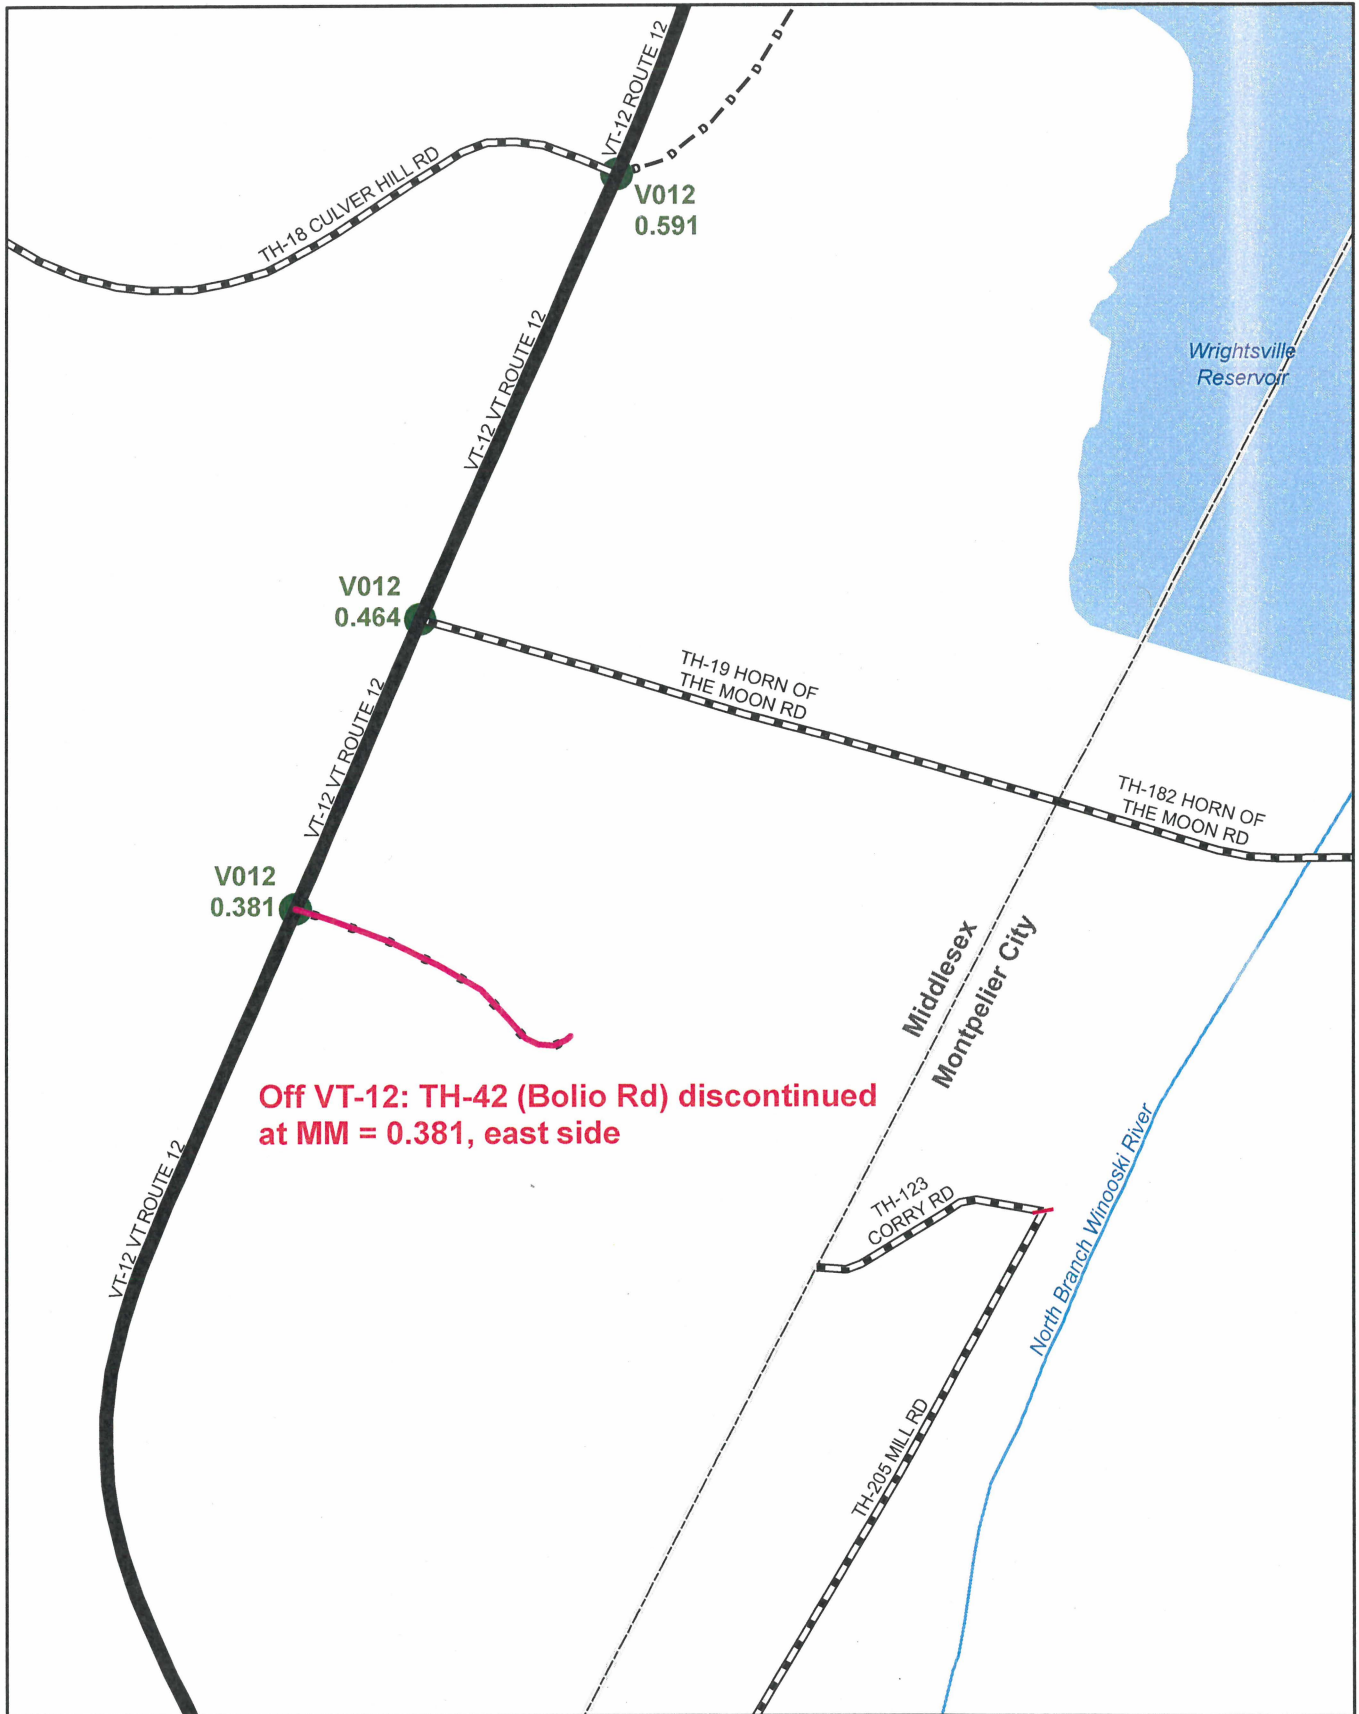 VT-12 ROUTE 12
D
D
D
D
D
TH-18 CULVER HILL RD
V012
0.591
VT-12 VT ROUTE 12
Wrightsville
Reservoir
V012
0.464
TH-19 HORN OF
THE MOON RD
VT-12 VT ROUTE 12
TH-182 HORN OF
THE MOON RD
V012
0.381
Middlesex
Montpelier City
Off VT-12: TH-42 (Bolio Rd) discontinued
at MM = 0.381, east side
VT-12 VT ROUTE 12
TH-123
CORRY RD
North Branch Winooski River
TH-205 MILL RD